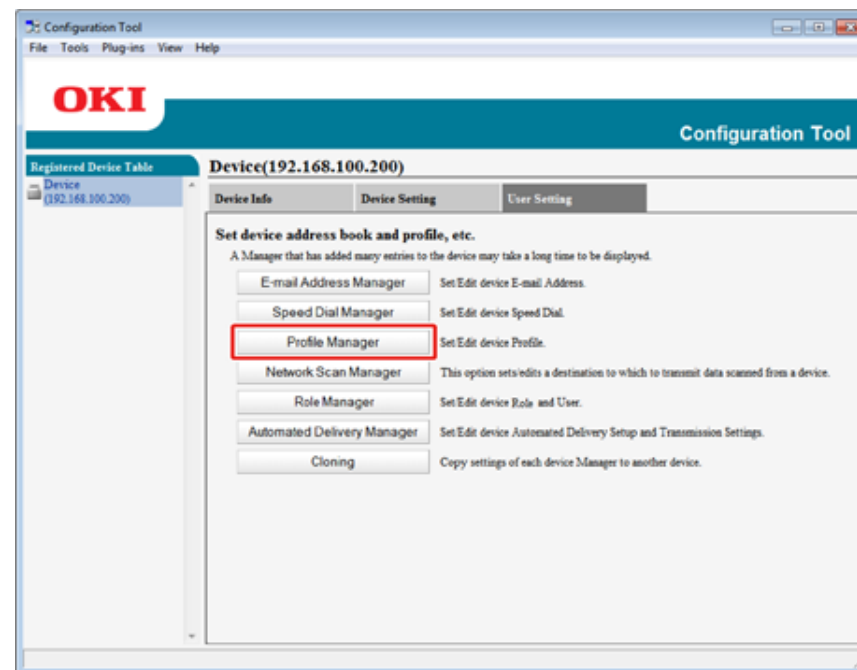 Configuration Tool
File Tools Plug-ins View Help
OKI
Configuration Tool
Registered Device Table
Device
(192.168.100.200)
Device(192.168.100.200)
Device Info Device Setting User Setting
Set device address book and profile, etc.
A Manager that has added many entries to the device may take a long time to be displayed.
E-mail Address Manager Set/Edit device E-mail Address.
Speed Dial Manager Set/Edit device Speed Dial.
Profile Manager Set/Edit device Profile.
Network Scan Manager This option sets/edits a destination to which to transmit data scanned from a device.
Role Manager Set/Edit device Role and User.
Automated Delivery Manager Set/Edit device Automated Delivery Setup and Transmission Settings.
Cloning Copy settings of each device Manager to another device.